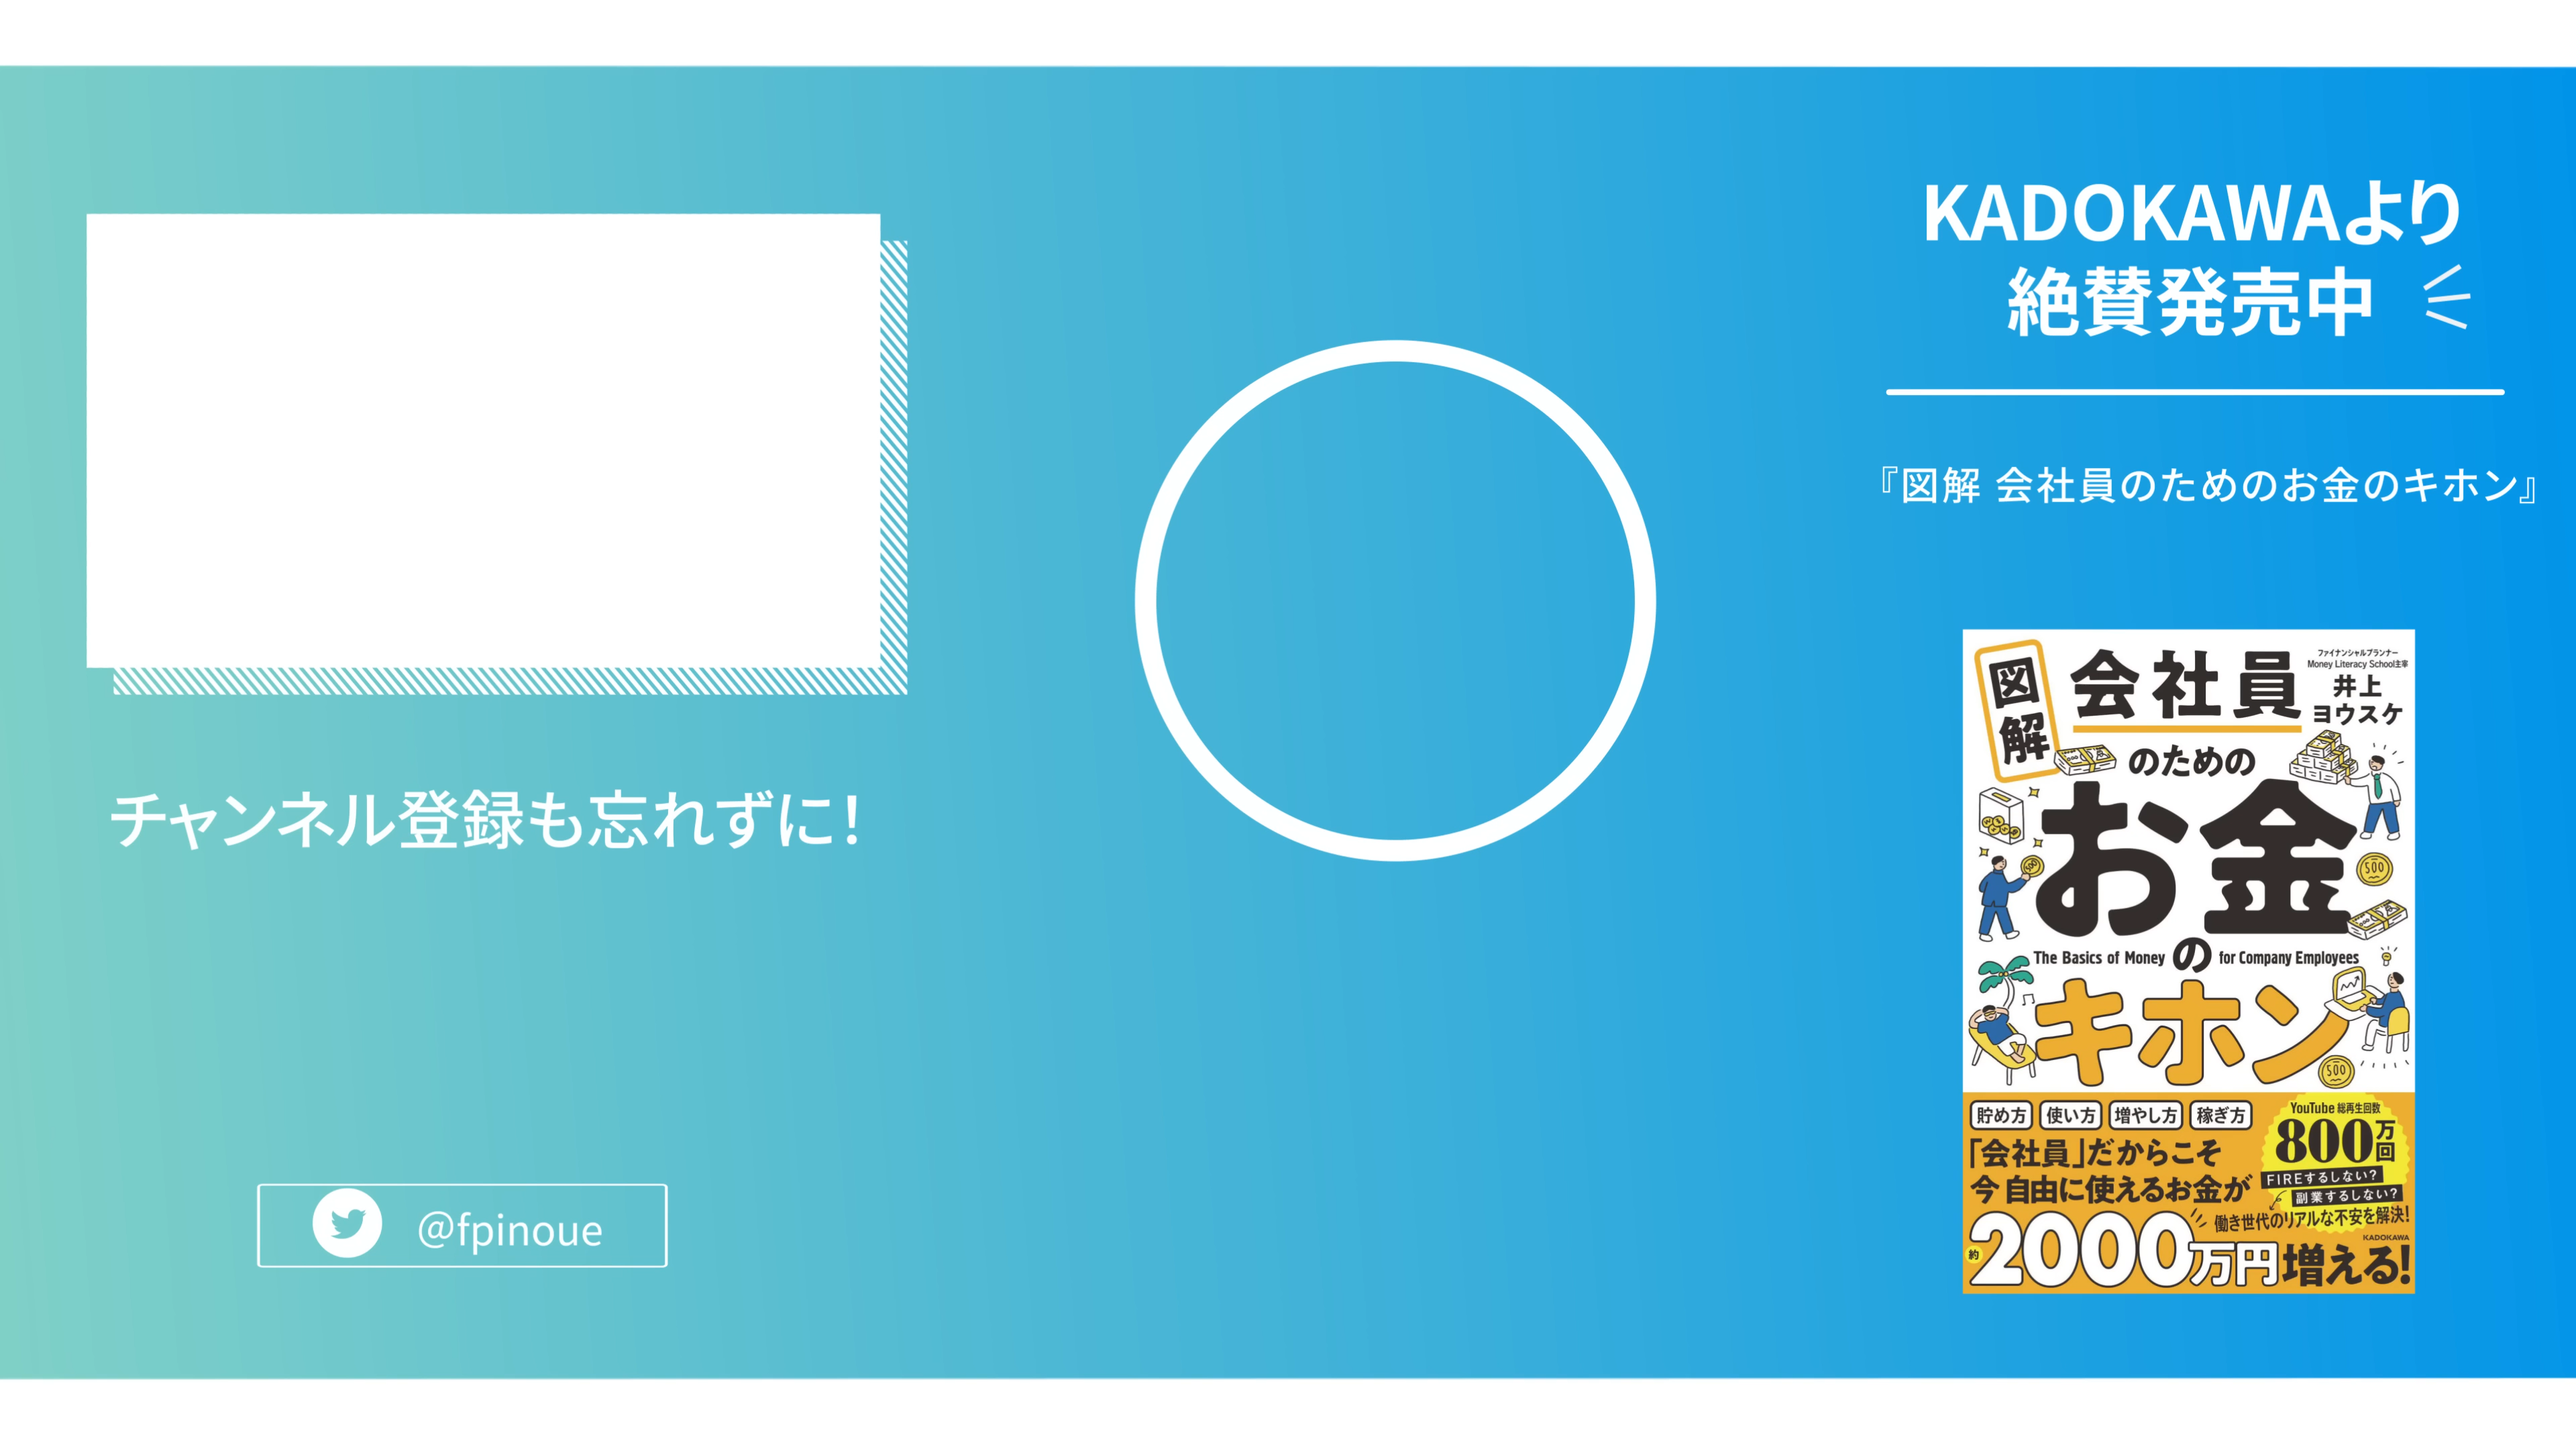 チャンネル登録も忘れずに!
@fpinoue
KADOKAWAより
絶賛発売中
『図解 会社員のためのお金のキホン』
図解
会社員
ファイナンシャルプランナー
Money Literacy School主宰
井上
ヨウスケ
のための
お金
500
500
The Basics of Money の for Company Employees
キホン
500
貯め方 使い方 増やし方 稼ぎ方
YouTube 総再生回数
800万回
「会社員」だからこそ
FIREするしない?
今 自由に使えるお金が
副業するしない?
働き世代のリアルな不安を解決!
KADOKAWA
約2000万円増える!